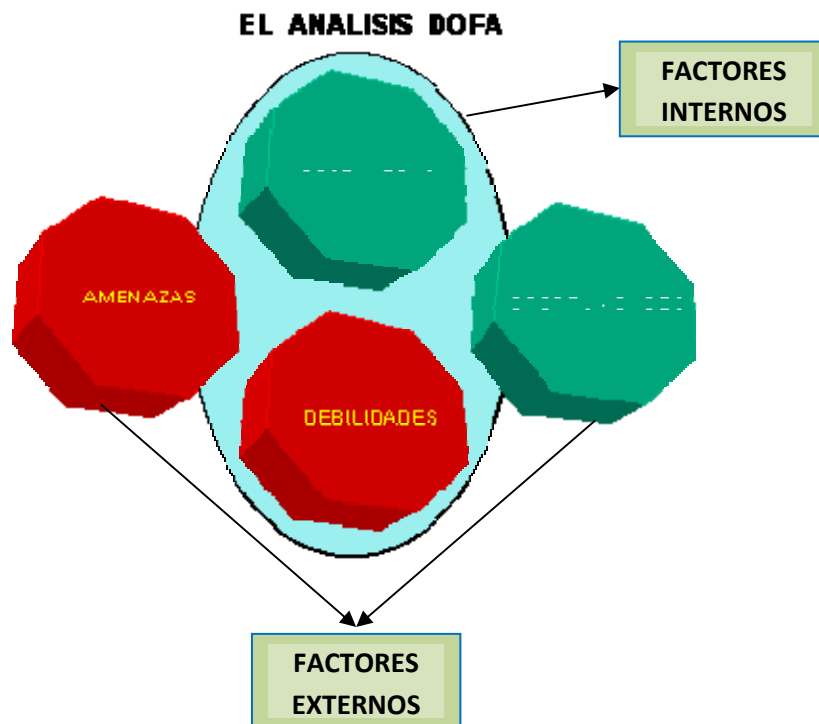 EL ANALISIS DOFA
FACTORES
INTERNOS
AMENAZAS
DEBILIDADES
FACTORES
EXTERNOS